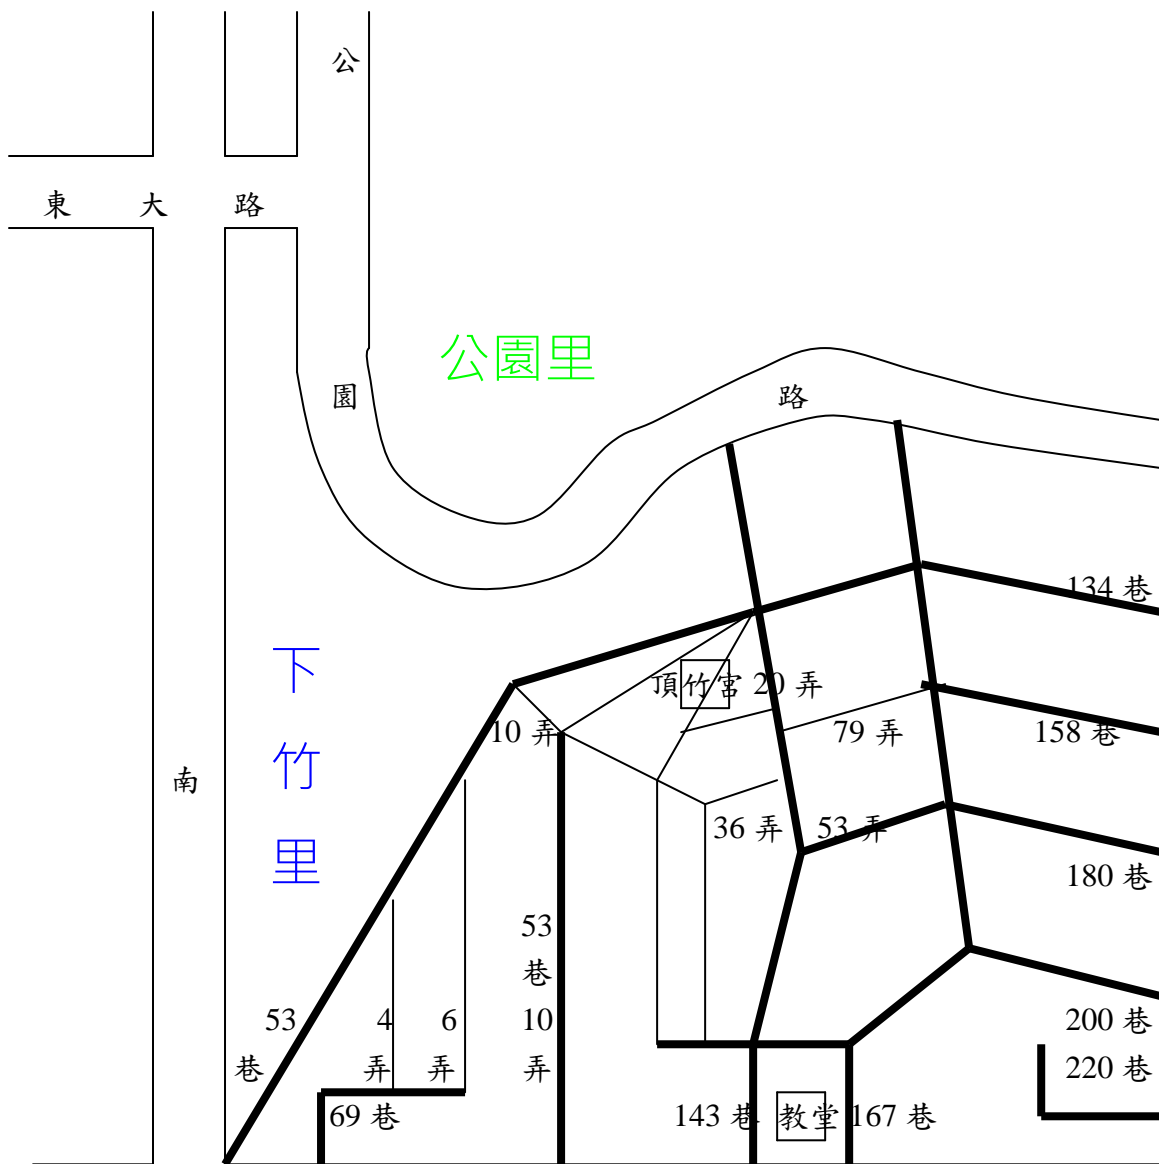 公
東 大 路
園
公園里
路
134 巷
下竹里
頂竹宮 20 弄
10 弄
79 弄
158 巷
南
36 弄
53 弄
180 巷
53 巷 10 弄
53 巷
4 弄
6 弄
200 巷
220 巷
69 巷
143 巷
教堂
167 巷